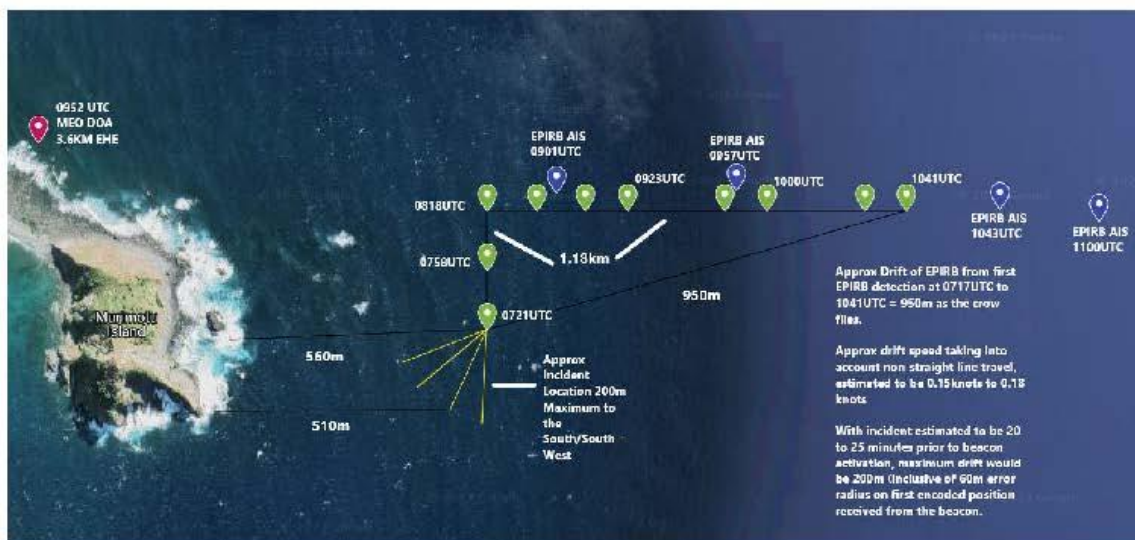 0952 UTC
MEO DOA
3.6KM EHE
EPIRB AIS
0901UTC
EPIRB AIS
0957UTC
0818UTC
0923UTC
1000UTC
1041UTC
EPIRB AIS
1043UTC
EPIRB AIS
1100UTC
0758UTC
1.18km
950m
0721UTC
Murimotu
Island
560m
510m
Approx
Incident
Location 200m
Maximum to
the
South/South
West
Approx Drift of EPIRB from first
EPIRB detection at 0717UTC to
1041UTC = 950m as the crow
flies.
Approx drift speed taking into
account non straight line travel,
estimated to be 0.15knots to 0.18
knots
With incident estimated to be 20
to 25 minutes prior to beacon
activation, maximum drift would
be 200m (inclusive of 60m error
radius on first encoded position
received from the beacon.